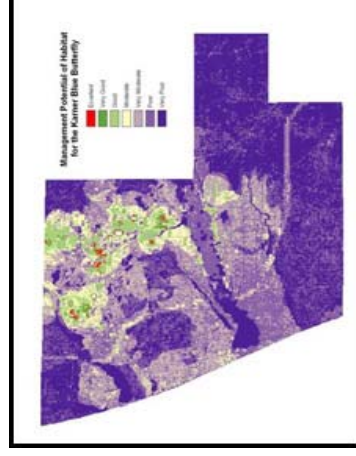 Management Potential of Habitat
for the Karner Blue Butterfly
Excellent
Very Good
Good
Moderate
Very Moderate
Poor
Very Poor